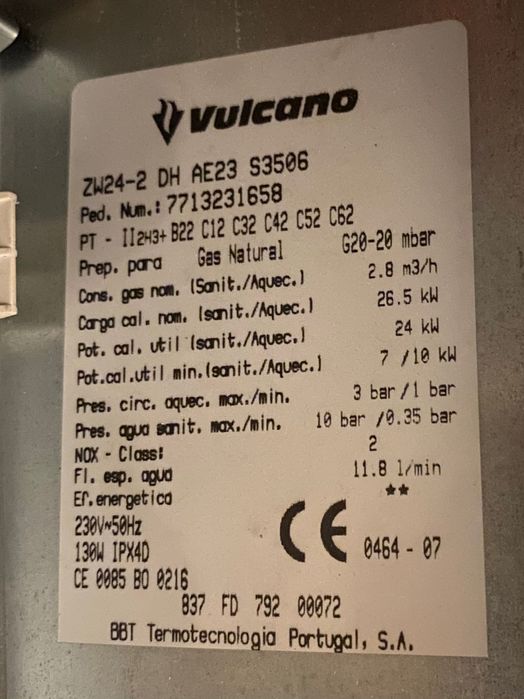 Vulcano
ZW24-2 DH AE23 S3506
Ped. Num.: 7713231658
PT - II2H3+ B22 C12 C32 C42 C52 C62
Prep. para Gas Natural G20-20 mbar
Cons. gas nom. (Sanit./Aquec.) 2.8 m3/h
Carga cal. nom. (sanit./Aquec.) 26.5 kW
Pot. cal. util (sanit./Aquec.) 24 kW
Pot.cal.util min.(sanit./Aquec.) 7 /10 kW
Pres. circ. aquec. max./min. 3 bar/1 bar
Pres. agua sanit. max./min. 10 bar /0.35 bar
NOX - Class: 2
Fl. esp. agua 11.8 l/min
Ef. energetica **
230V~50Hz
130W IPX4D CE 0464 - 07
CE 0085 BO 0216
837 FD 792 00072
BBT Termotecnologia Portugal, S.A.